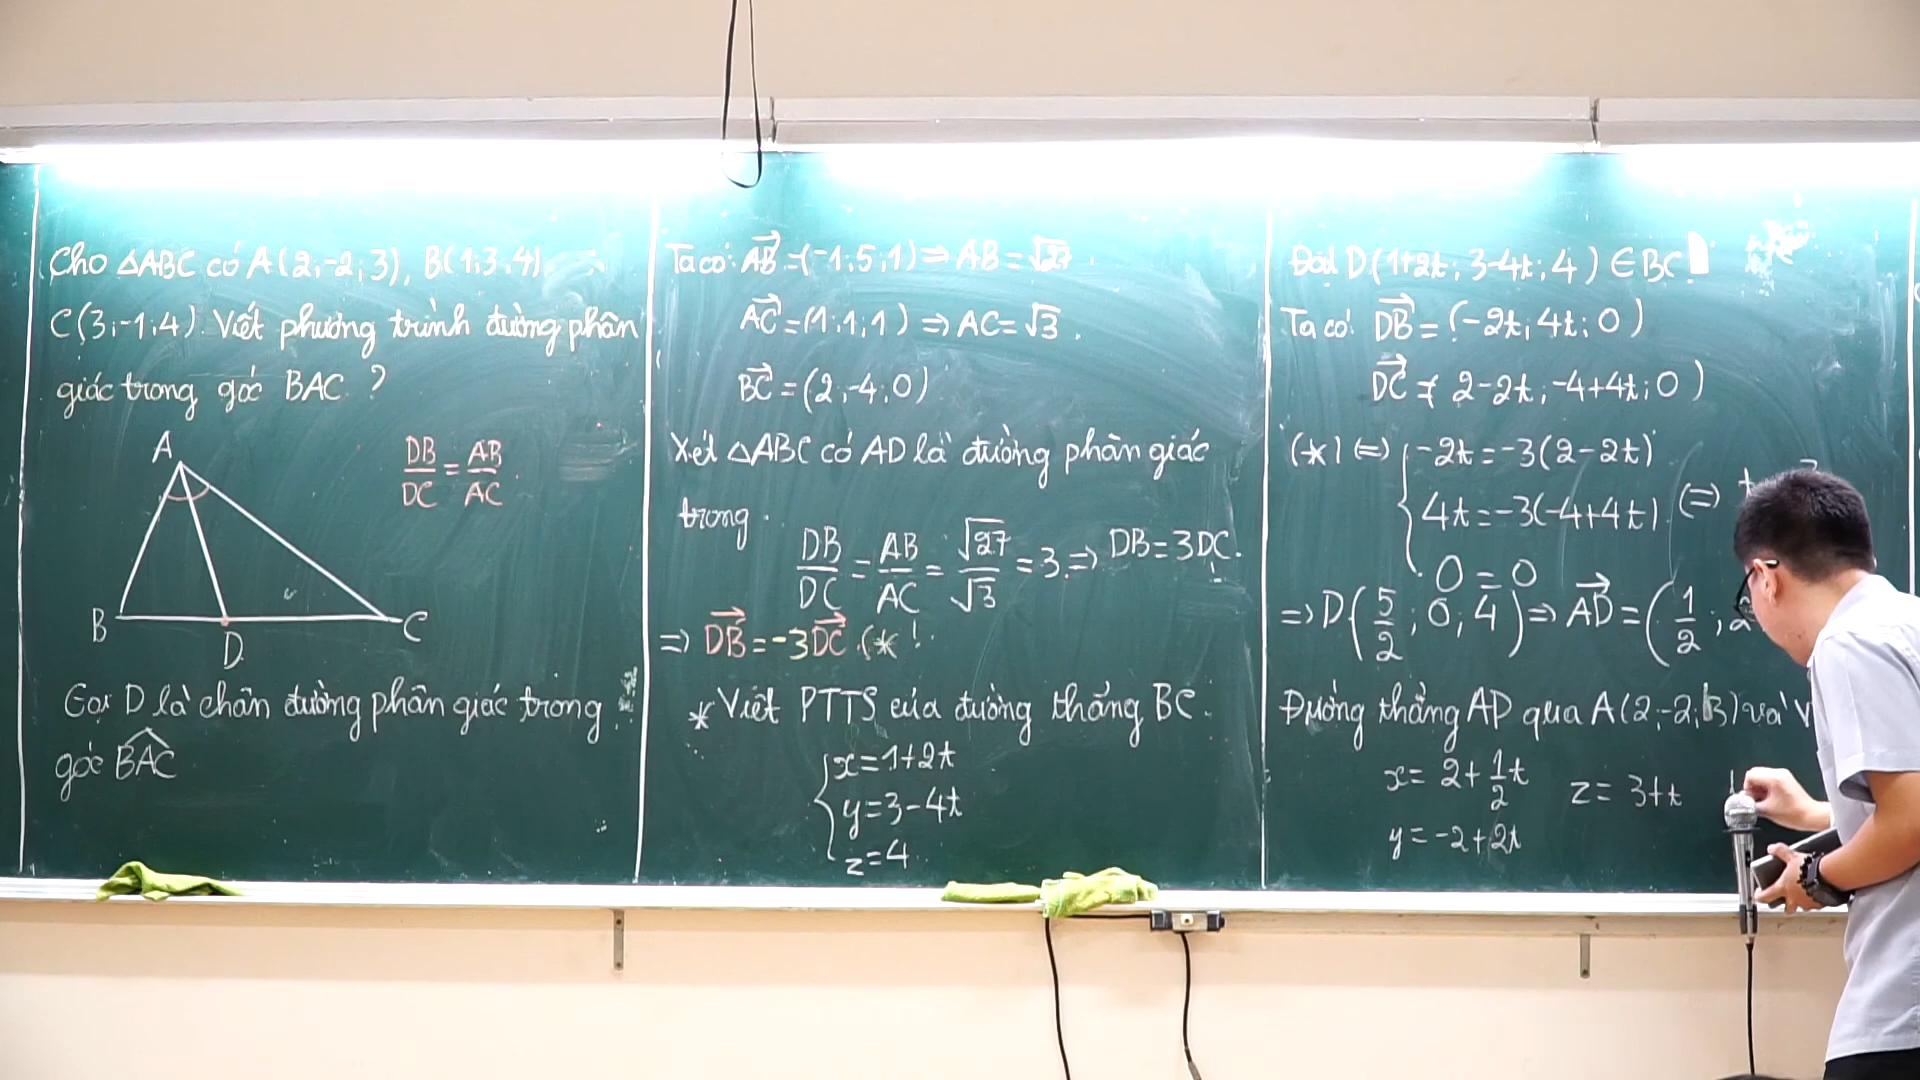 Cho △ABC có A(2;-2;3), B(1;3;4)
C(3;-1;4). Viết phương trình đường phân
giác trong góc BAC ?
A
B
D
C
DB/DC = AB/AC.
Gọi D là chân đường phân giác trong
góc BAC
Ta có: AB→ = (-1;5;1) ⇒ AB = √27.
AC→ = (1;1;1) ⇒ AC = √3.
BC→ = (2;-4;0)
Xét △ABC có AD là đường phân giác
trong.
DB/DC = AB/AC = √27/√3 = 3. ⇒ DB = 3DC.
⇒ DB→ = -3DC→ (*
* Viết PTTS của đường thẳng BC.
{ x = 1+2t
y = 3-4t
z = 4
D(1+2t; 3-4t; 4) ∈ BC
Ta có: DB→ = (-2t; 4t; 0)
DC→ = ( 2-2t; -4+4t; 0)
(*) ⇔ { -2t = -3(2-2t)
4t = -3(-4+4t). ⇔ t
0 = 0
⇒ D(5/2; 0; 4) ⇒ AD→ = (1/2; 2
Đường thẳng AD qua A(2;-2;3) và
x = 2 + 1/2 t z = 3+t
y = -2+2t